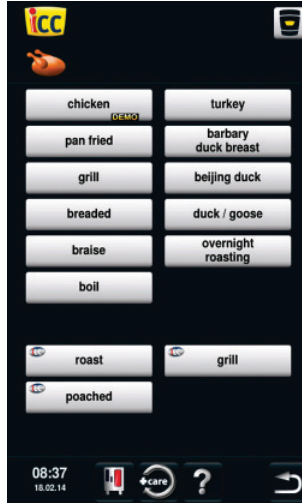 icc
chicken
DEMO
turkey
pan fried
barbary
duck breast
grill
beijing duck
breaded
duck / goose
braise
overnight
roasting
boil
roast
grill
poached
08:37
18.02.14
+care
?